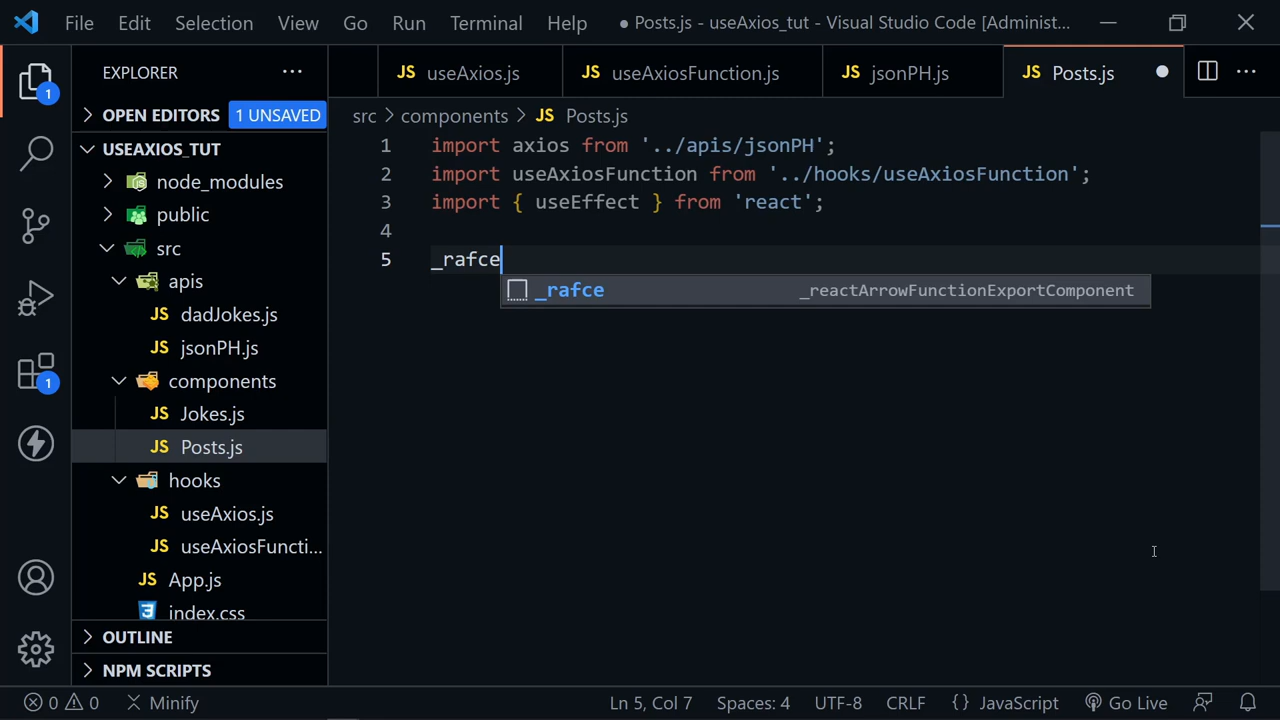 File Edit Selection View Go Run Terminal Help ● Posts.js - useAxios_tut - Visual Studio Code [Administ...
EXPLORER ...
JS useAxios.js JS useAxiosFunction.js JS jsonPH.js JS Posts.js ● ...
1
OPEN EDITORS 1 UNSAVED
src > components > JS Posts.js
USEAXIOS_TUT
node_modules
public
src
apis
JS dadJokes.js
JS jsonPH.js
components
1
JS Jokes.js
JS Posts.js
hooks
JS useAxios.js
JS useAxiosFuncti...
JS App.js
index.css
OUTLINE
NPM SCRIPTS
1 import axios from '../apis/jsonPH';
2 import useAxiosFunction from '../hooks/useAxiosFunction';
3 import { useEffect } from 'react';
4
5 _rafce
_rafce _reactArrowFunctionExportComponent
0 0 Minify Ln 5, Col 7 Spaces: 4 UTF-8 CRLF {} JavaScript Go Live